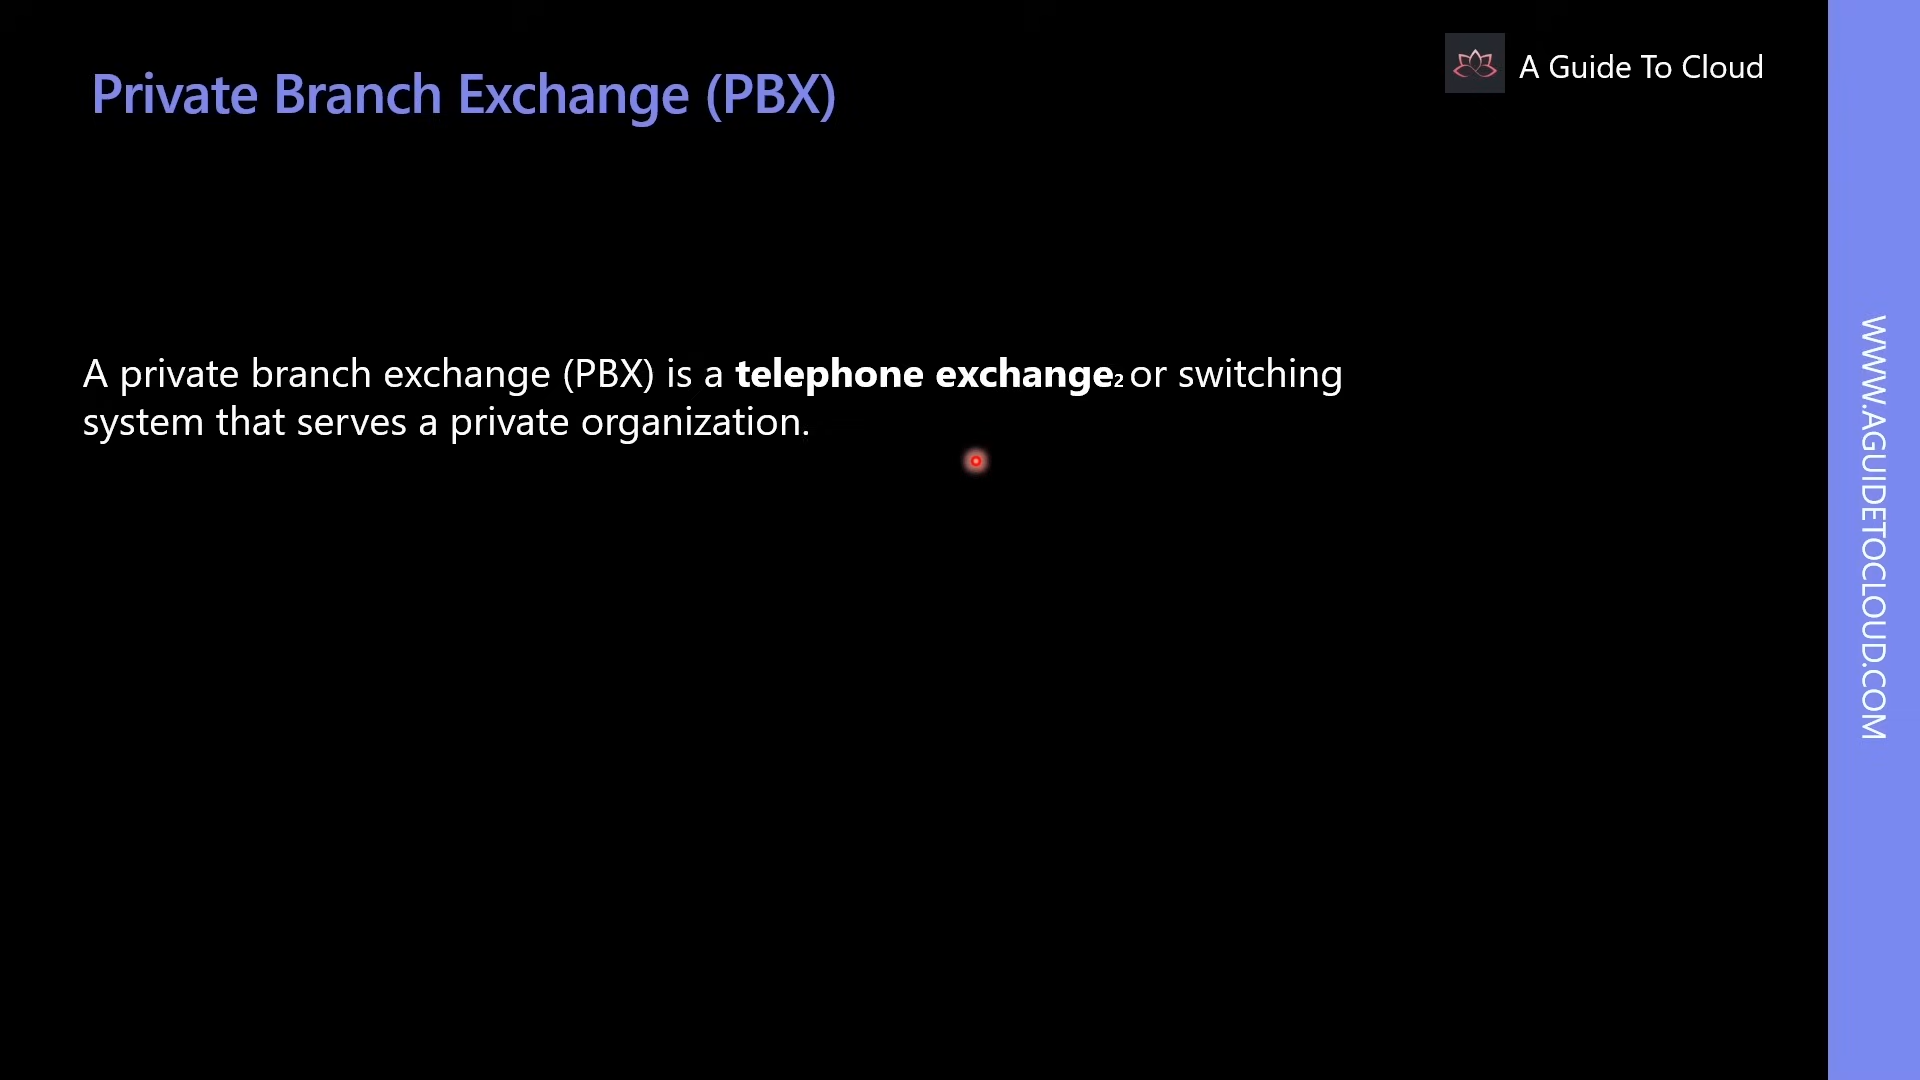 Private Branch Exchange (PBX)
A Guide To Cloud
A private branch exchange (PBX) is a telephone exchange₂ or switching
system that serves a private organization.
WWW.AGUIDETOCLOUD.COM